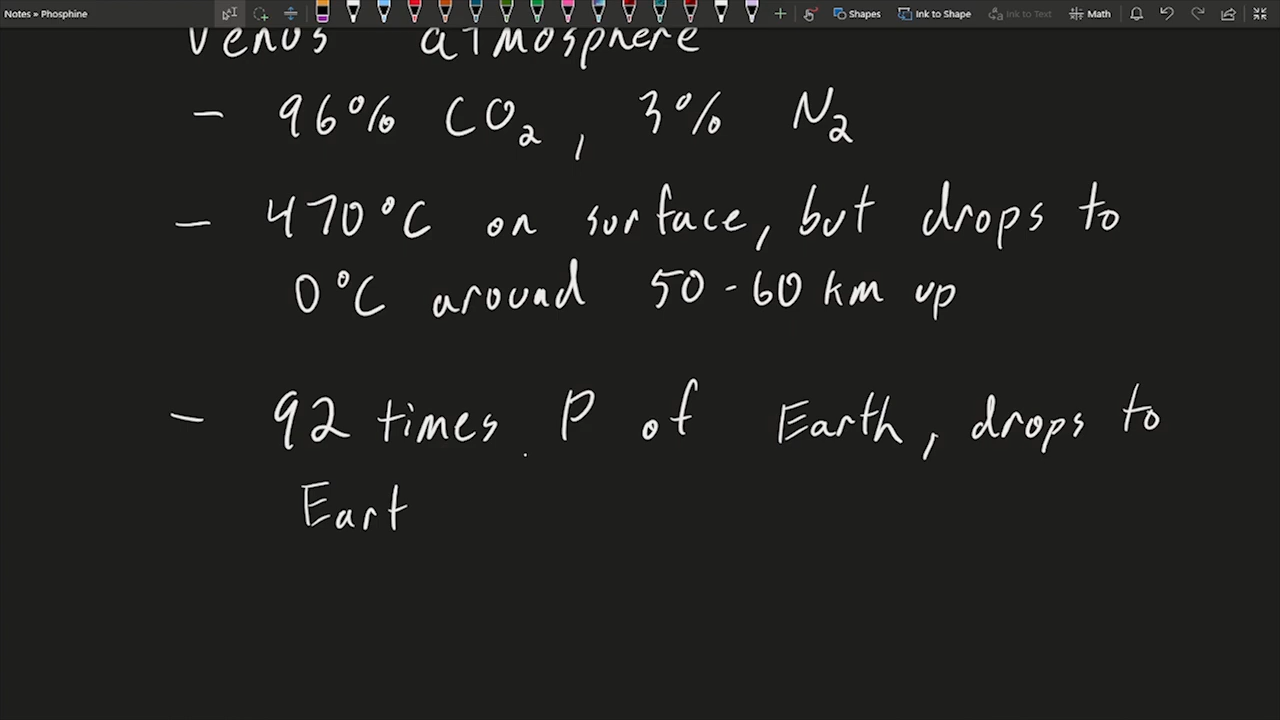 Notes » Phosphine
Shapes
Ink to Shape
Ink to Text
Math
Venus atmosphere
- 96% CO₂, 3% N₂
- 470°C on surface, but drops to
0°C around 50-60 km up
- 92 times P of Earth, drops to
Eart